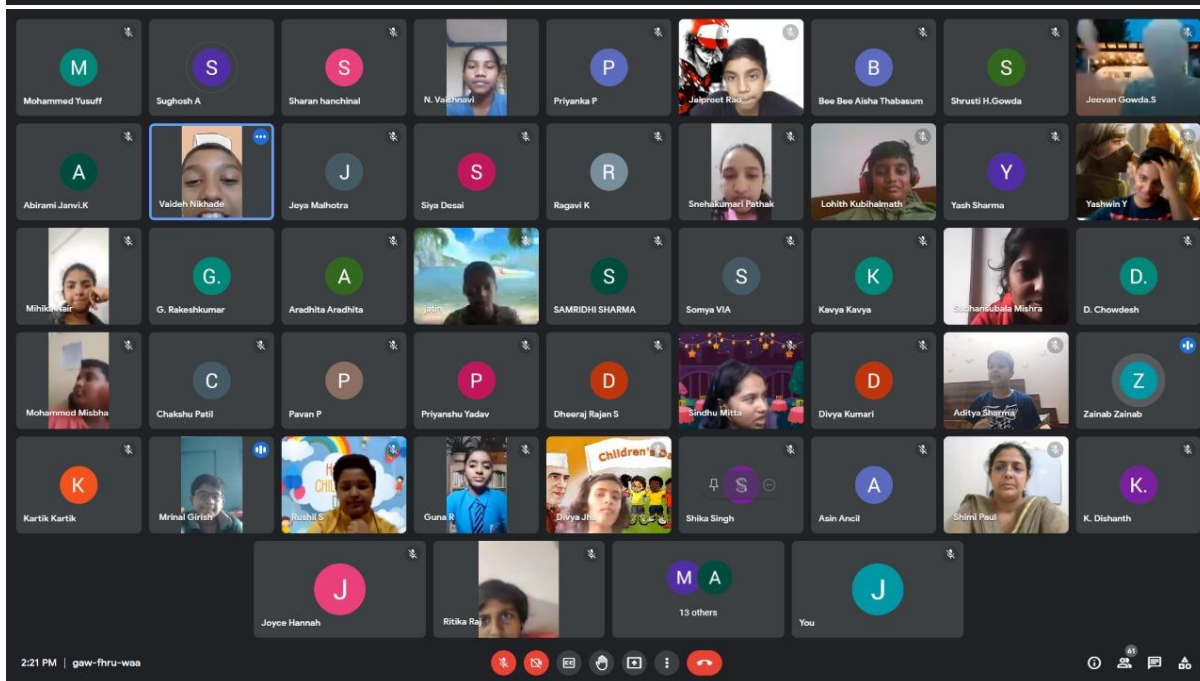 M
Mohammed Yusuff
S
Sughosh A
S
Sharan hanchinal
N. Vaishnavi
P
Priyanka P
Jaipreet Rao
B
Bee Bee Aisha Thabasum
S
Shrusti H.Gowda
Jeevan Gowda.S
A
Abirami Janvi.K
Vaideh Nikhade
J
Jeya Malhotra
S
Siya Desai
R
Ragavi K
Snehakumari Pathak
Lohith Kubihalmath
Y
Yash Sharma
Yashwin Y
Mihika Nair
G.
G. Rakeshkumar
A
Aradhita Aradhita
jatin
S
SAMRIDHI SHARMA
S
Somya VIA
K
Kavya Kavya
Sudhansubala Mishra
D.
D. Chowdesh
Mohammed Misbha
C
Chakshu Patil
P
Pavan P
P
Priyanshu Yadav
D
Dheeraj Rajan S
Sindhu Mitta
D
Divya Kumari
Aditya Sharma
Z
Zainab Zainab
K
Kartik Kartik
Mrinal Girish
Rushil S
Guna R
Children's Da
Divya Jha
S
Shika Singh
A
Asin Ancil
Shimi Paul
K.
K. Dishanth
J
Joyce Hannah
Ritika Raj
M A
13 others
J
You
2:21 PM | gaw-fhru-waa
61